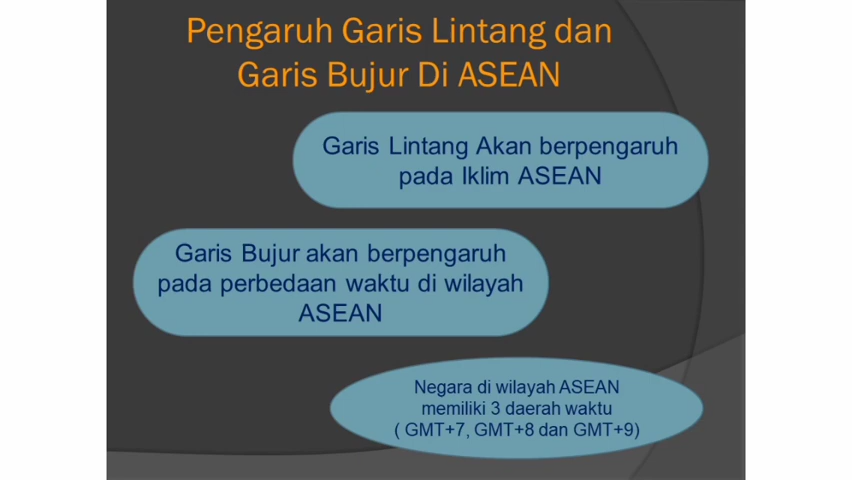 Pengaruh Garis Lintang dan
Garis Bujur Di ASEAN
Garis Lintang Akan berpengaruh
pada Iklim ASEAN
Garis Bujur akan berpengaruh
pada perbedaan waktu di wilayah
ASEAN
Negara di wilayah ASEAN
memiliki 3 daerah waktu
( GMT+7, GMT+8 dan GMT+9)